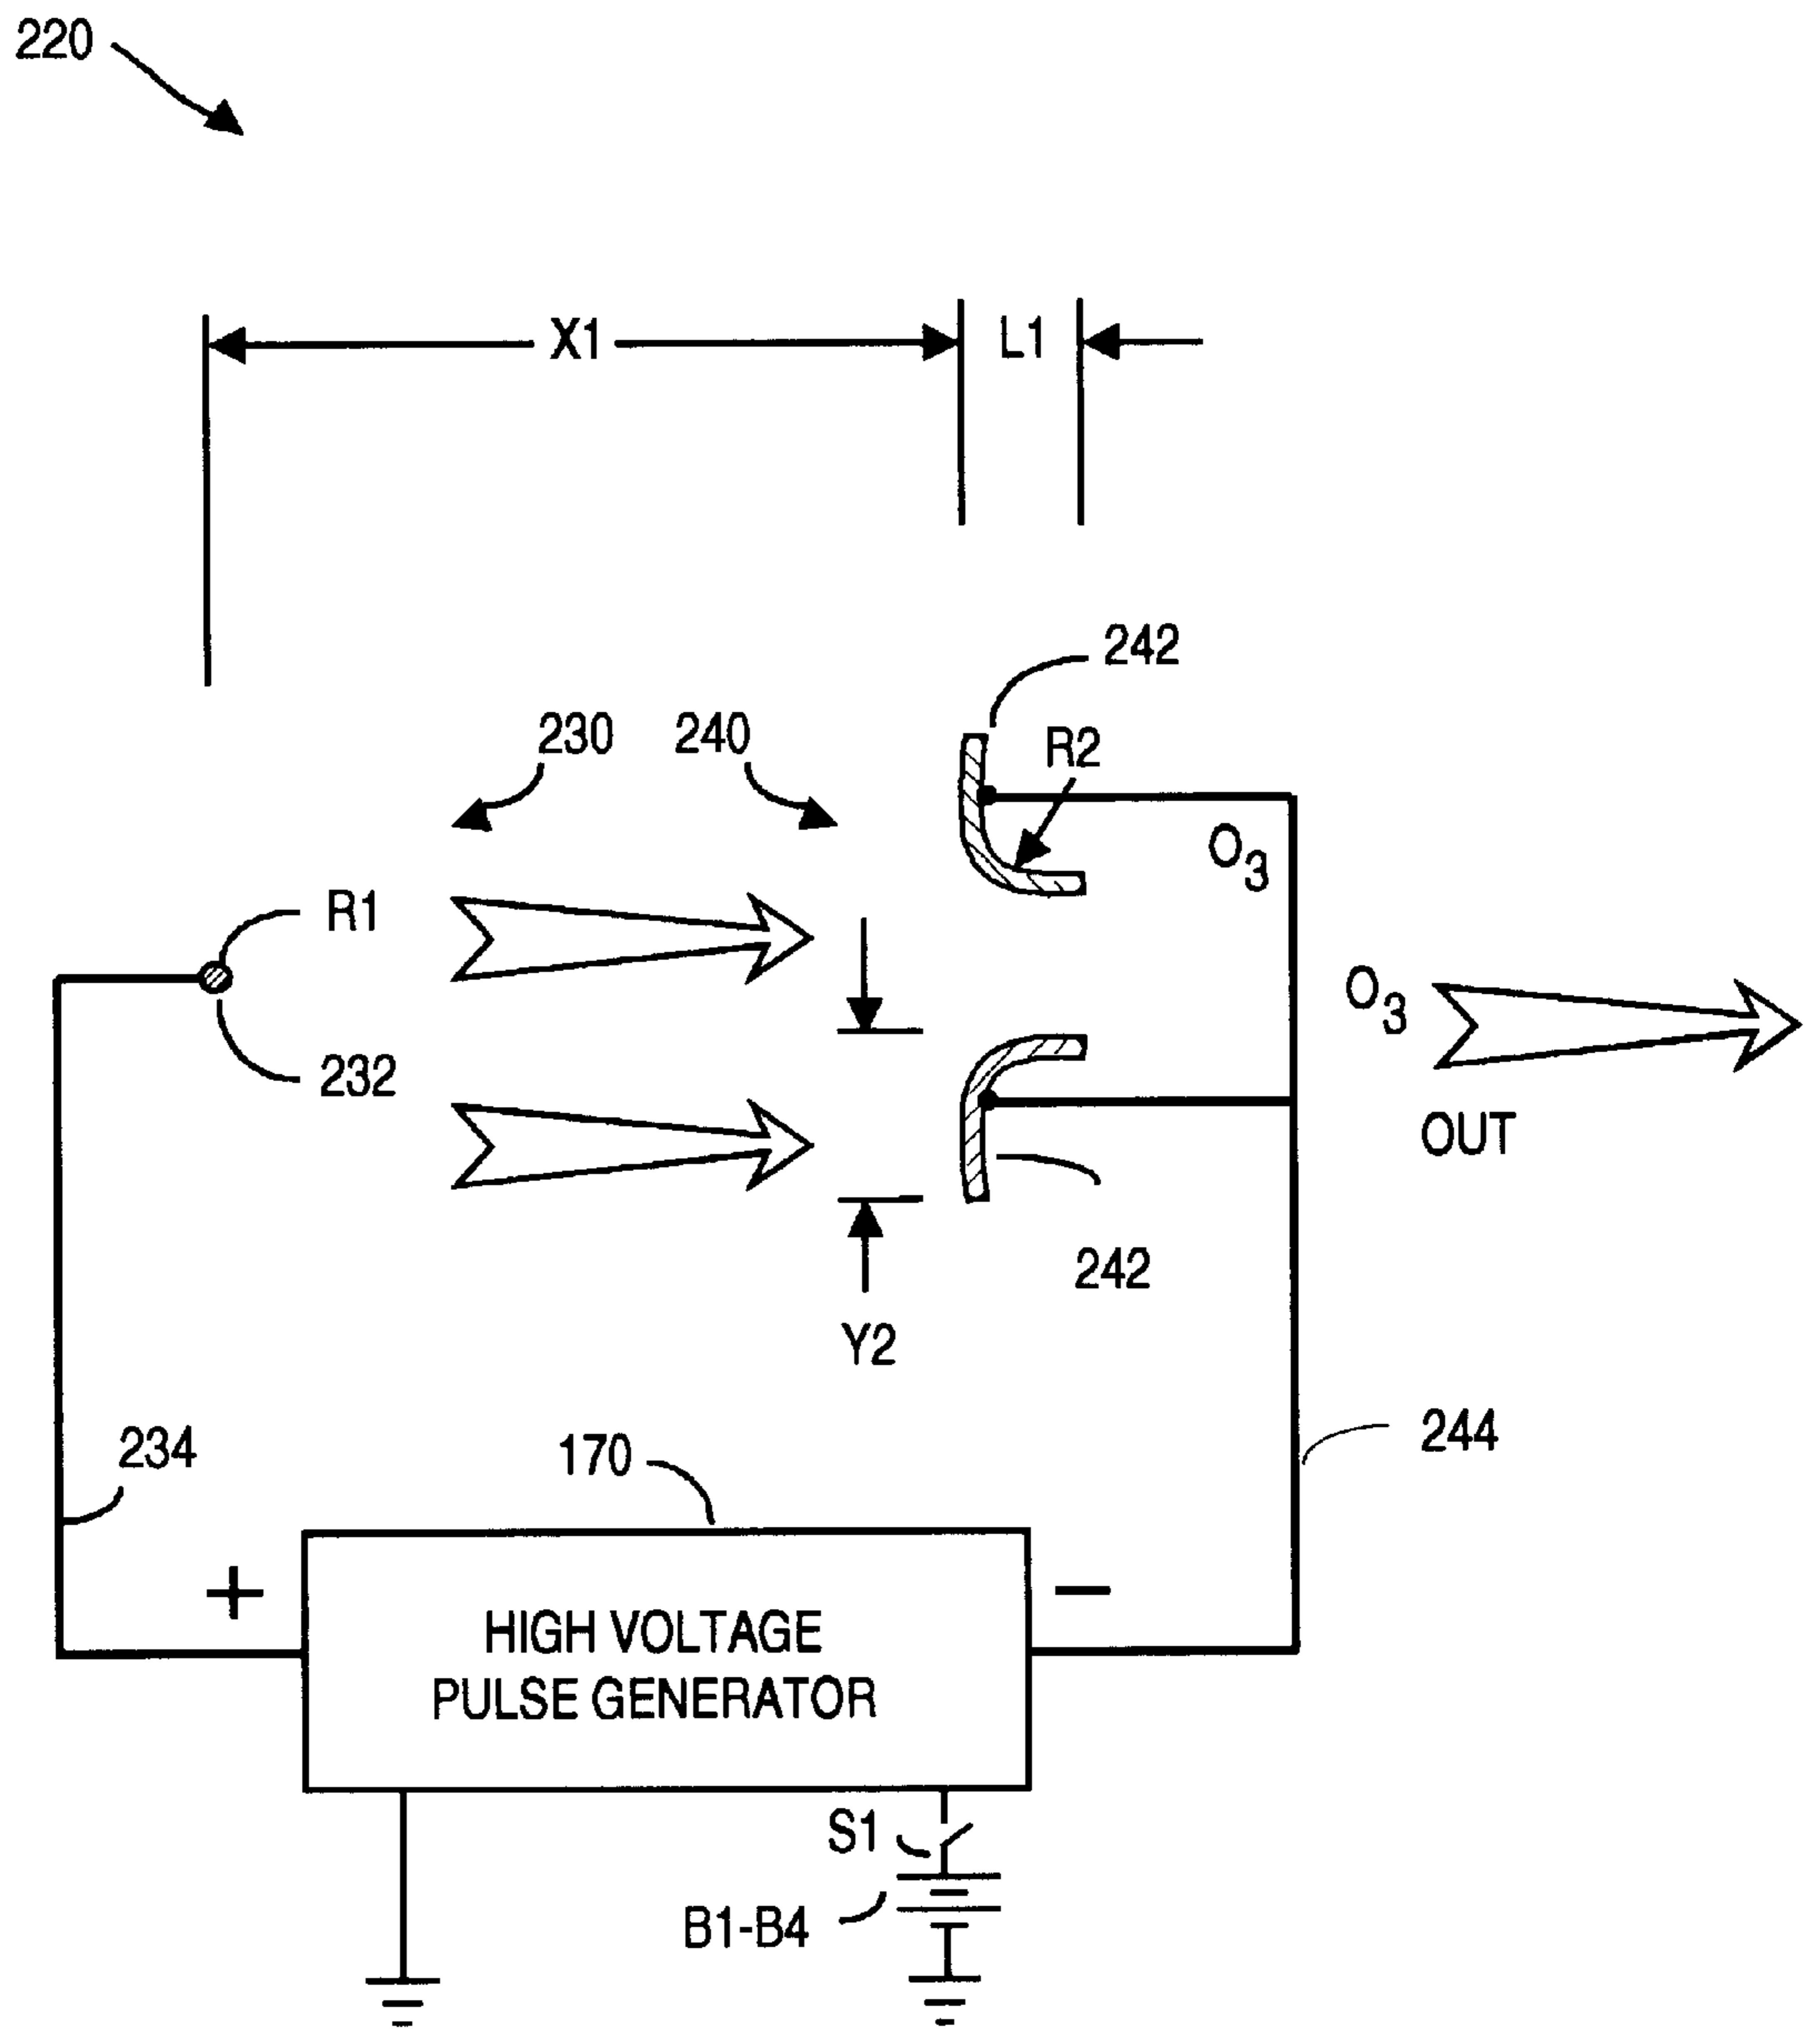 220
X1
L1
242
230
240
R2
O₃
R1
O₃
232
OUT
242
Y2
234
170
244
+
—
HIGH VOLTAGE
PULSE GENERATOR
S1
B1-B4